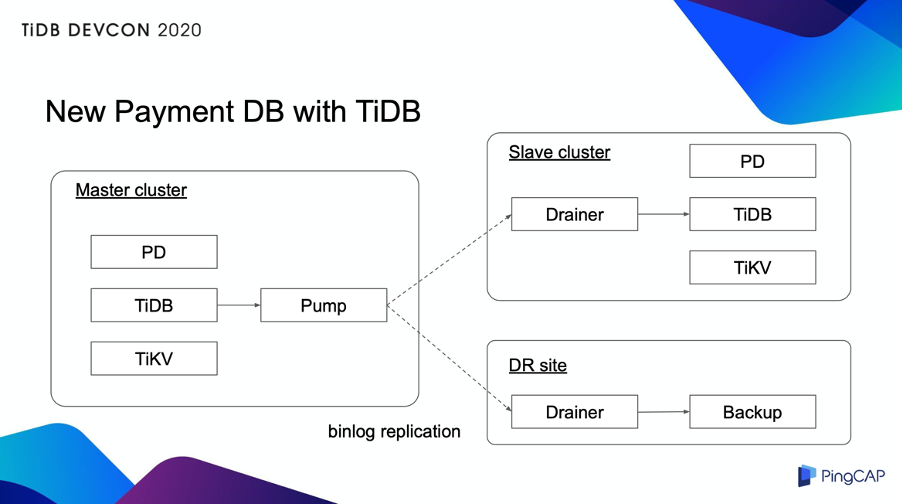 TiDB DEVCON 2020
New Payment DB with TiDB
Master cluster
PD
TiDB
Pump
TiKV
Slave cluster
PD
Drainer
TiDB
TiKV
DR site
Drainer
Backup
binlog replication
PingCAP